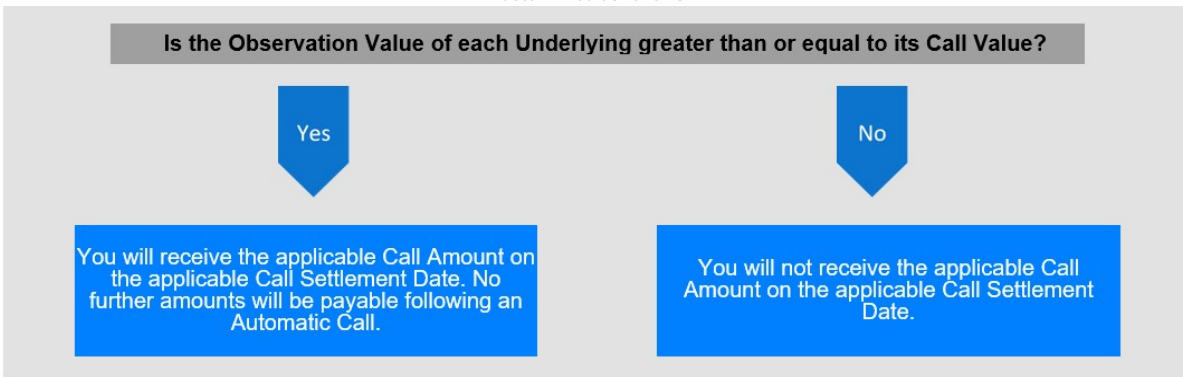 Is the Observation Value of each Underlying greater than or equal to its Call Value?
Yes
No
You will receive the applicable Call Amount on
the applicable Call Settlement Date. No
further amounts will be payable following an
Automatic Call.
You will not receive the applicable Call
Amount on the applicable Call Settlement
Date.